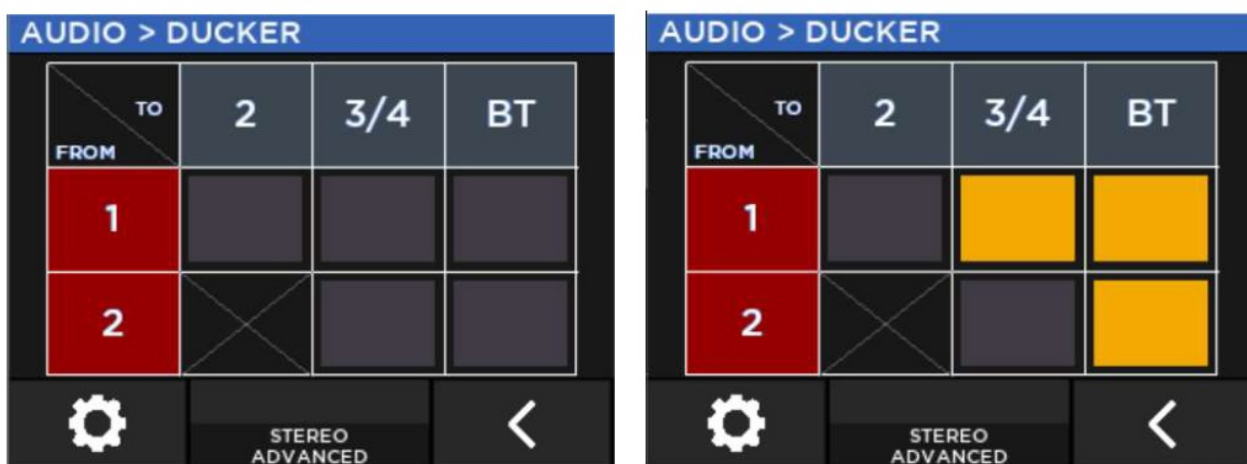 AUDIO > DUCKER
TO 2 3/4 BT
FROM
1
2
STEREO
ADVANCED
AUDIO > DUCKER
TO 2 3/4 BT
FROM
1
2
STEREO
ADVANCED